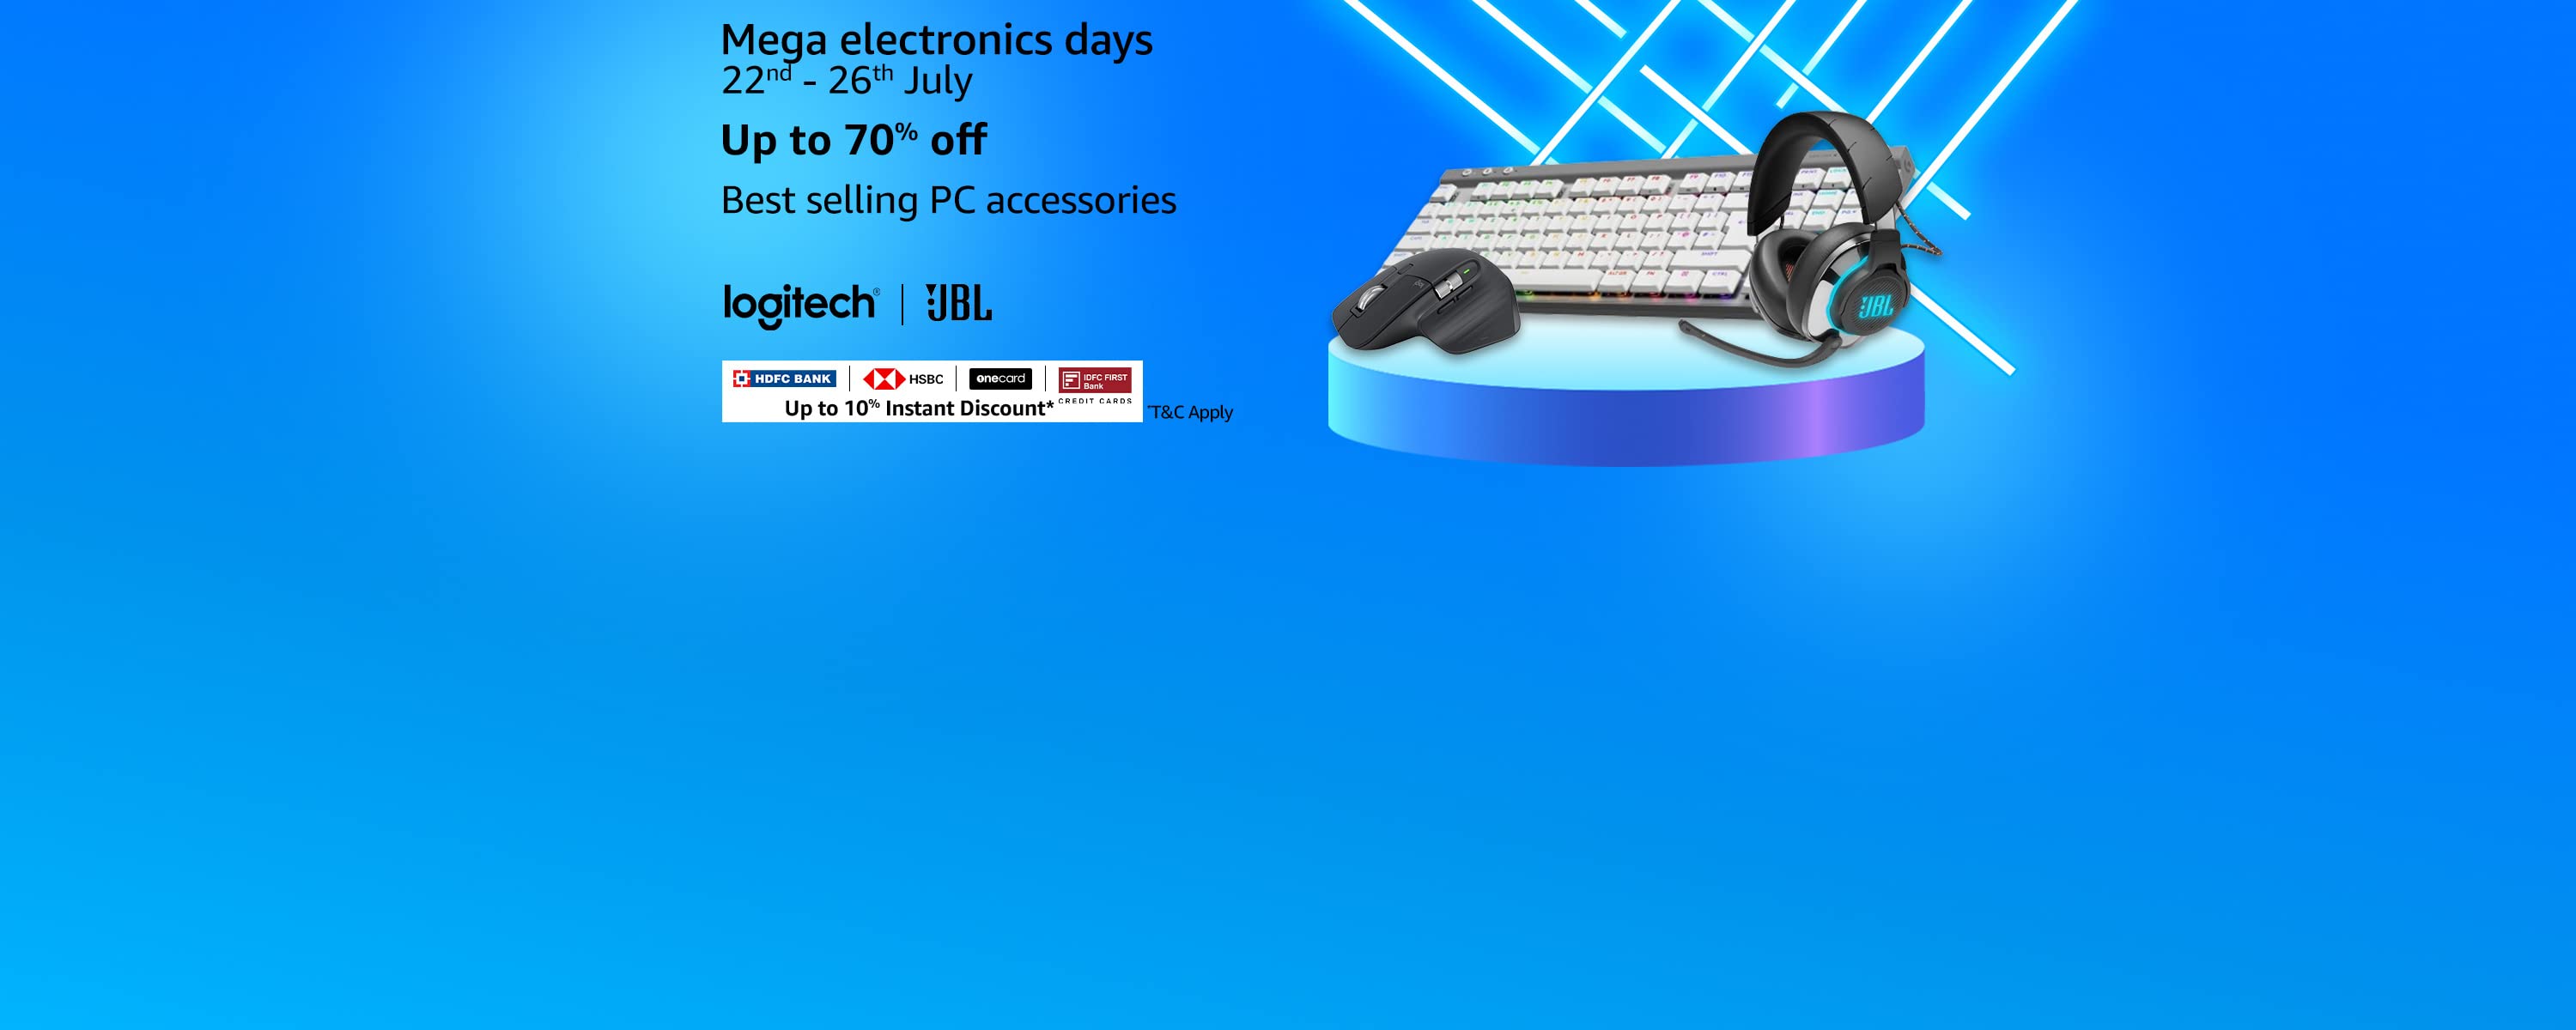 Mega electronics days
22nd - 26th July
Up to 70% off
Best selling PC accessories
logitech® | JBL
HDFC BANK | HSBC | onecard | IDFC FIRST Bank
CREDIT CARDS
Up to 10% Instant Discount*
*T&C Apply
JBL